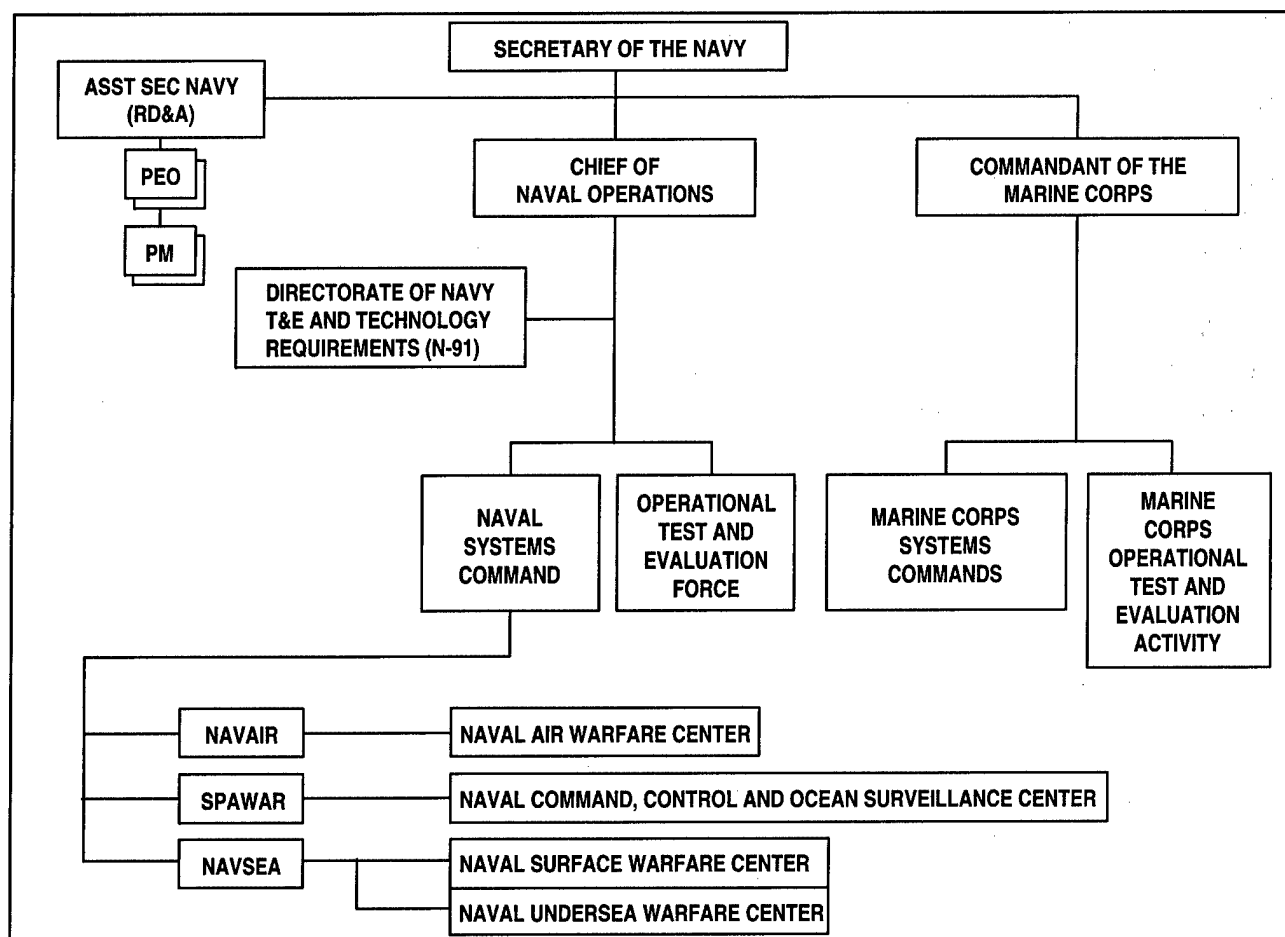 SECRETARY OF THE NAVY
ASST SEC NAVY
(RD&A)
PEO
PM
CHIEF OF
NAVAL OPERATIONS
COMMANDANT OF THE
MARINE CORPS
DIRECTORATE OF NAVY
T&E AND TECHNOLOGY
REQUIREMENTS (N-91)
NAVAL
SYSTEMS
COMMAND
OPERATIONAL
TEST AND
EVALUATION
FORCE
MARINE CORPS
SYSTEMS
COMMANDS
MARINE
CORPS
OPERATIONAL
TEST AND
EVALUATION
ACTIVITY
NAVAIR
NAVAL AIR WARFARE CENTER
SPAWAR
NAVAL COMMAND, CONTROL AND OCEAN SURVEILLANCE CENTER
NAVSEA
NAVAL SURFACE WARFARE CENTER
NAVAL UNDERSEA WARFARE CENTER